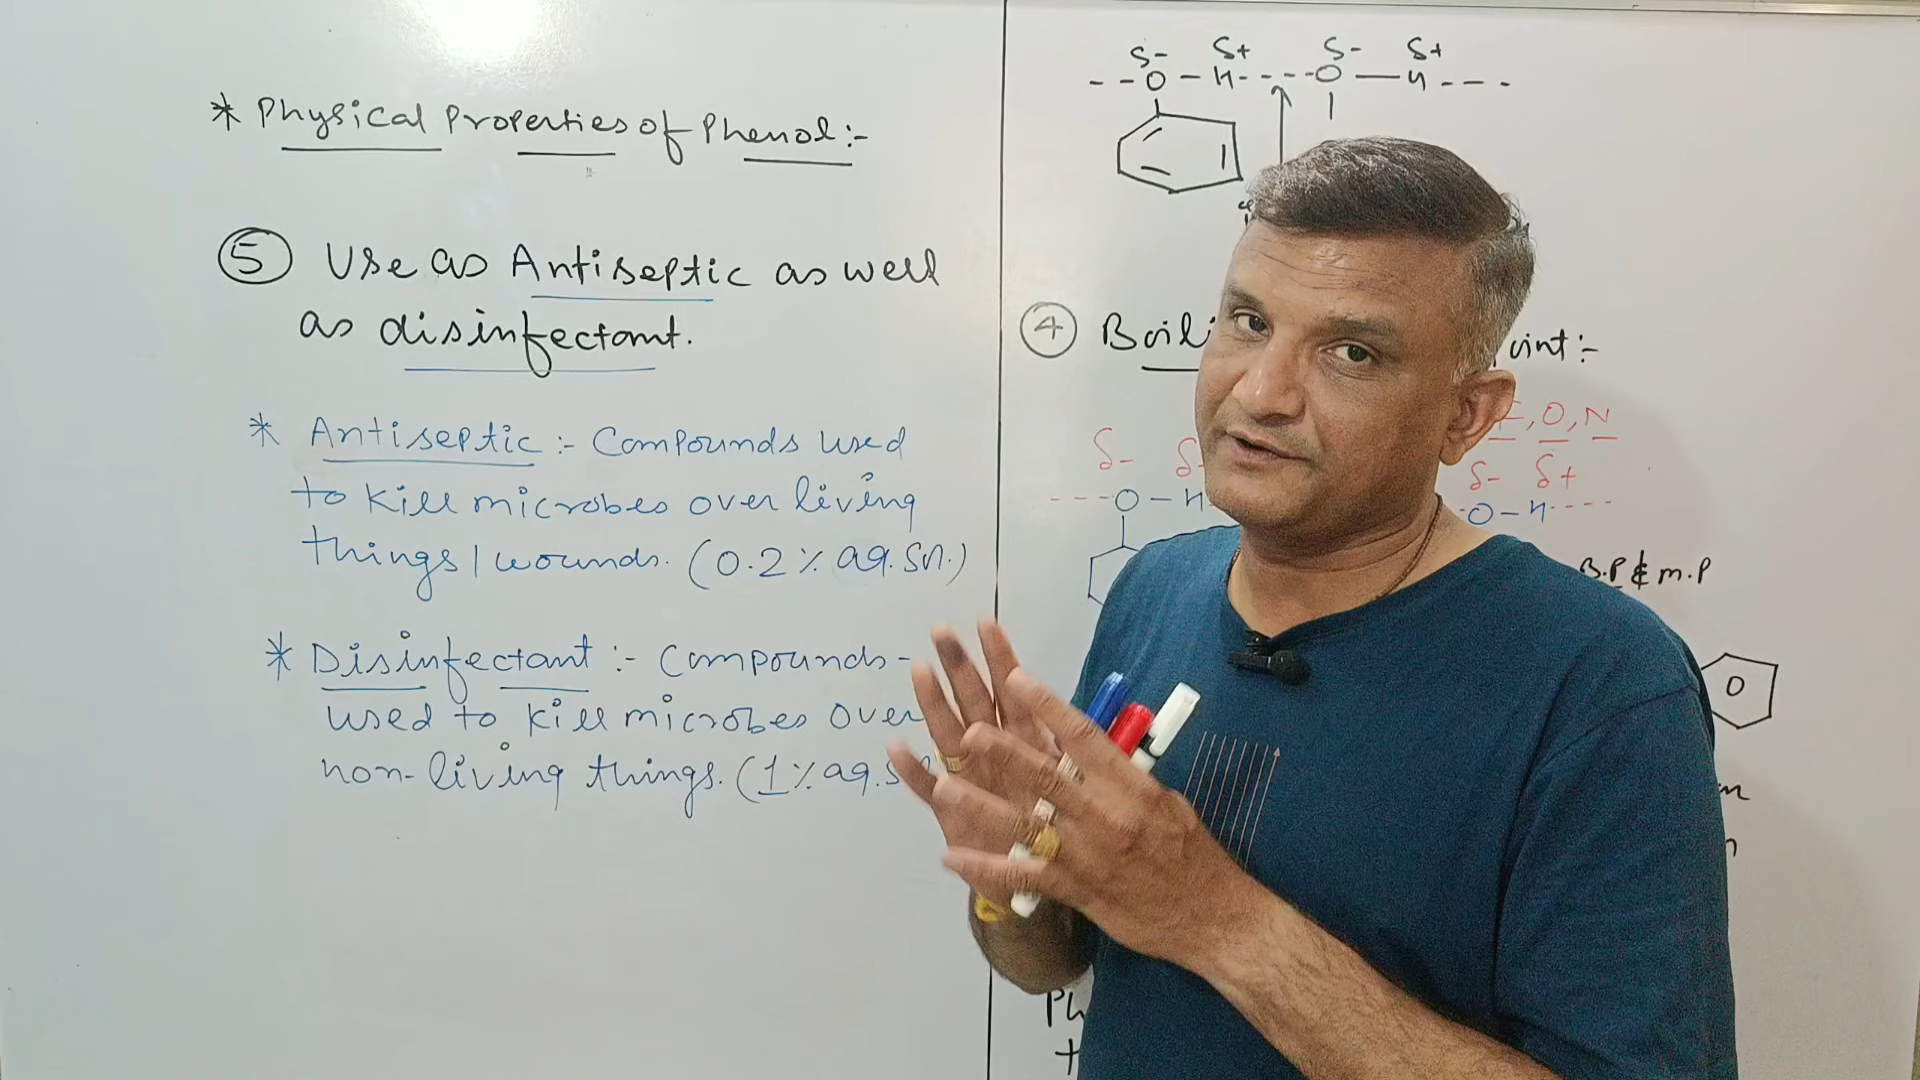 * Physical Properties of Phenol:-
⑤ Use as Antiseptic as well
as disinfectant.
* Antiseptic :- Compounds used
to kill microbes over living
things/wounds. (0.2% aq. Sn.)
* Disinfectant :- Compounds-
used to kill microbes over
non-living things. (1% aq.
δ- δ+ δ- δ+
---O-H----O-H---
④ :-
, O, N
δ- δ- δ+
---O-H
O-H----
B.P & m.P
O
Ph
+